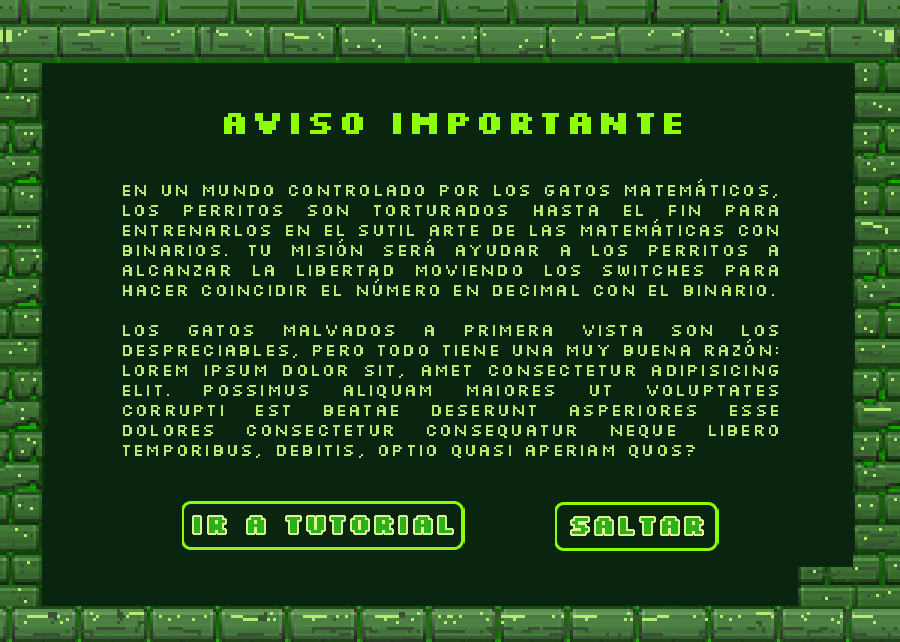 AVISO IMPORTANTE
EN UN MUNDO CONTROLADO POR LOS GATOS MATEMÁTICOS,
LOS PERRITOS SON TORTURADOS HASTA EL FIN PARA
ENTRENARLOS EN EL SUTIL ARTE DE LAS MATEMÁTICAS CON
BINARIOS. TU MISIÓN SERÁ AYUDAR A LOS PERRITOS A
ALCANZAR LA LIBERTAD MOVIENDO LOS SWITCHES PARA
HACER COINCIDIR EL NÚMERO EN DECIMAL CON EL BINARIO.
LOS GATOS MALVADOS A PRIMERA VISTA SON LOS
DESPRECIABLES, PERO TODO TIENE UNA MUY BUENA RAZÓN:
LOREM IPSUM DOLOR SIT, AMET CONSECTETUR ADIPISICING
ELIT. POSSIMUS ALIQUAM MAIORES UT VOLUPTATES
CORRUPTI EST BEATAE DESERUNT ASPERIORES ESSE
DOLORES CONSECTETUR CONSEQUATUR NEQUE LIBERO
TEMPORIBUS, DEBITIS, OPTIO QUASI APERIAM QUOS?
IR A TUTORIAL
SALTAR